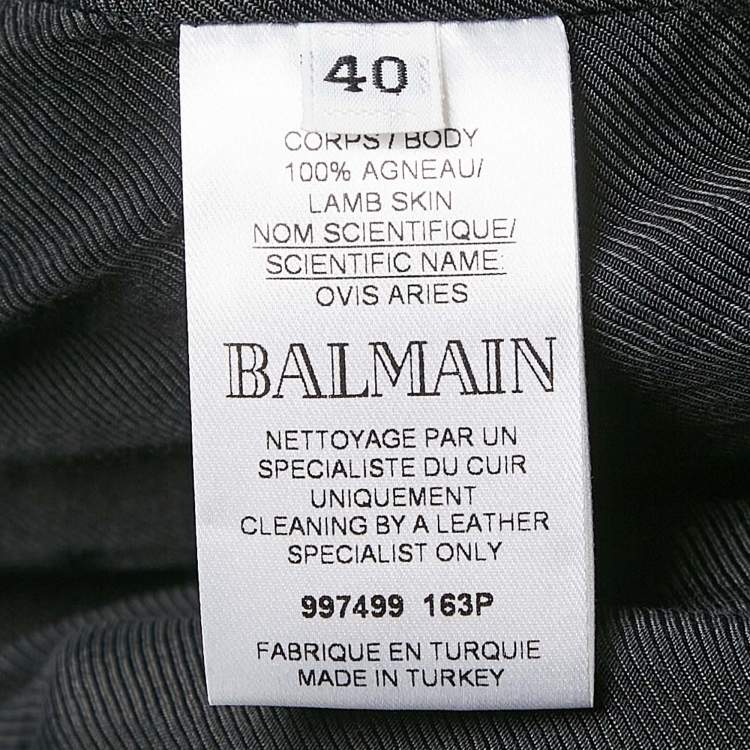 40
CORPS / BODY
100% AGNEAU/
LAMB SKIN
NOM SCIENTIFIQUE/
SCIENTIFIC NAME:
OVIS ARIES
BALMAIN
NETTOYAGE PAR UN
SPECIALISTE DU CUIR
UNIQUEMENT
CLEANING BY A LEATHER
SPECIALIST ONLY
997499 163P
FABRIQUE EN TURQUIE
MADE IN TURKEY